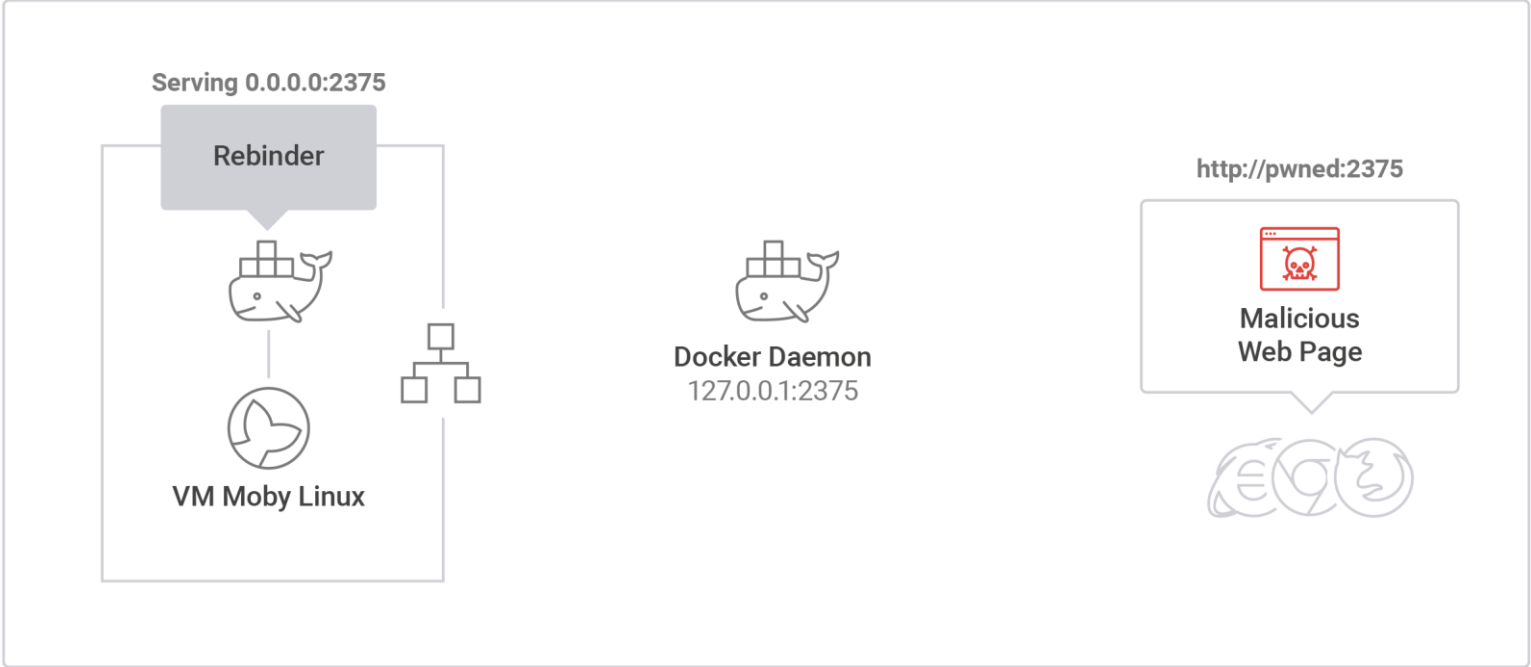 Serving 0.0.0.0:2375
Rebinder
VM Moby Linux
Docker Daemon
127.0.0.1:2375
http://pwned:2375
Malicious
Web Page